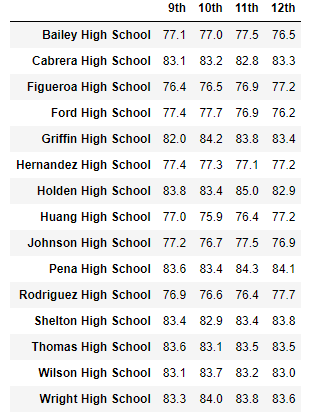 9th 10th 11th 12th
Bailey High School 77.1 77.0 77.5 76.5
Cabrera High School 83.1 83.2 82.8 83.3
Figueroa High School 76.4 76.5 76.9 77.2
Ford High School 77.4 77.7 76.9 76.2
Griffin High School 82.0 84.2 83.8 83.4
Hernandez High School 77.4 77.3 77.1 77.2
Holden High School 83.8 83.4 85.0 82.9
Huang High School 77.0 75.9 76.4 77.2
Johnson High School 77.2 76.7 77.5 76.9
Pena High School 83.6 83.4 84.3 84.1
Rodriguez High School 76.9 76.6 76.4 77.7
Shelton High School 83.4 82.9 83.4 83.8
Thomas High School 83.6 83.1 83.5 83.5
Wilson High School 83.1 83.7 83.2 83.0
Wright High School 83.3 84.0 83.8 83.6